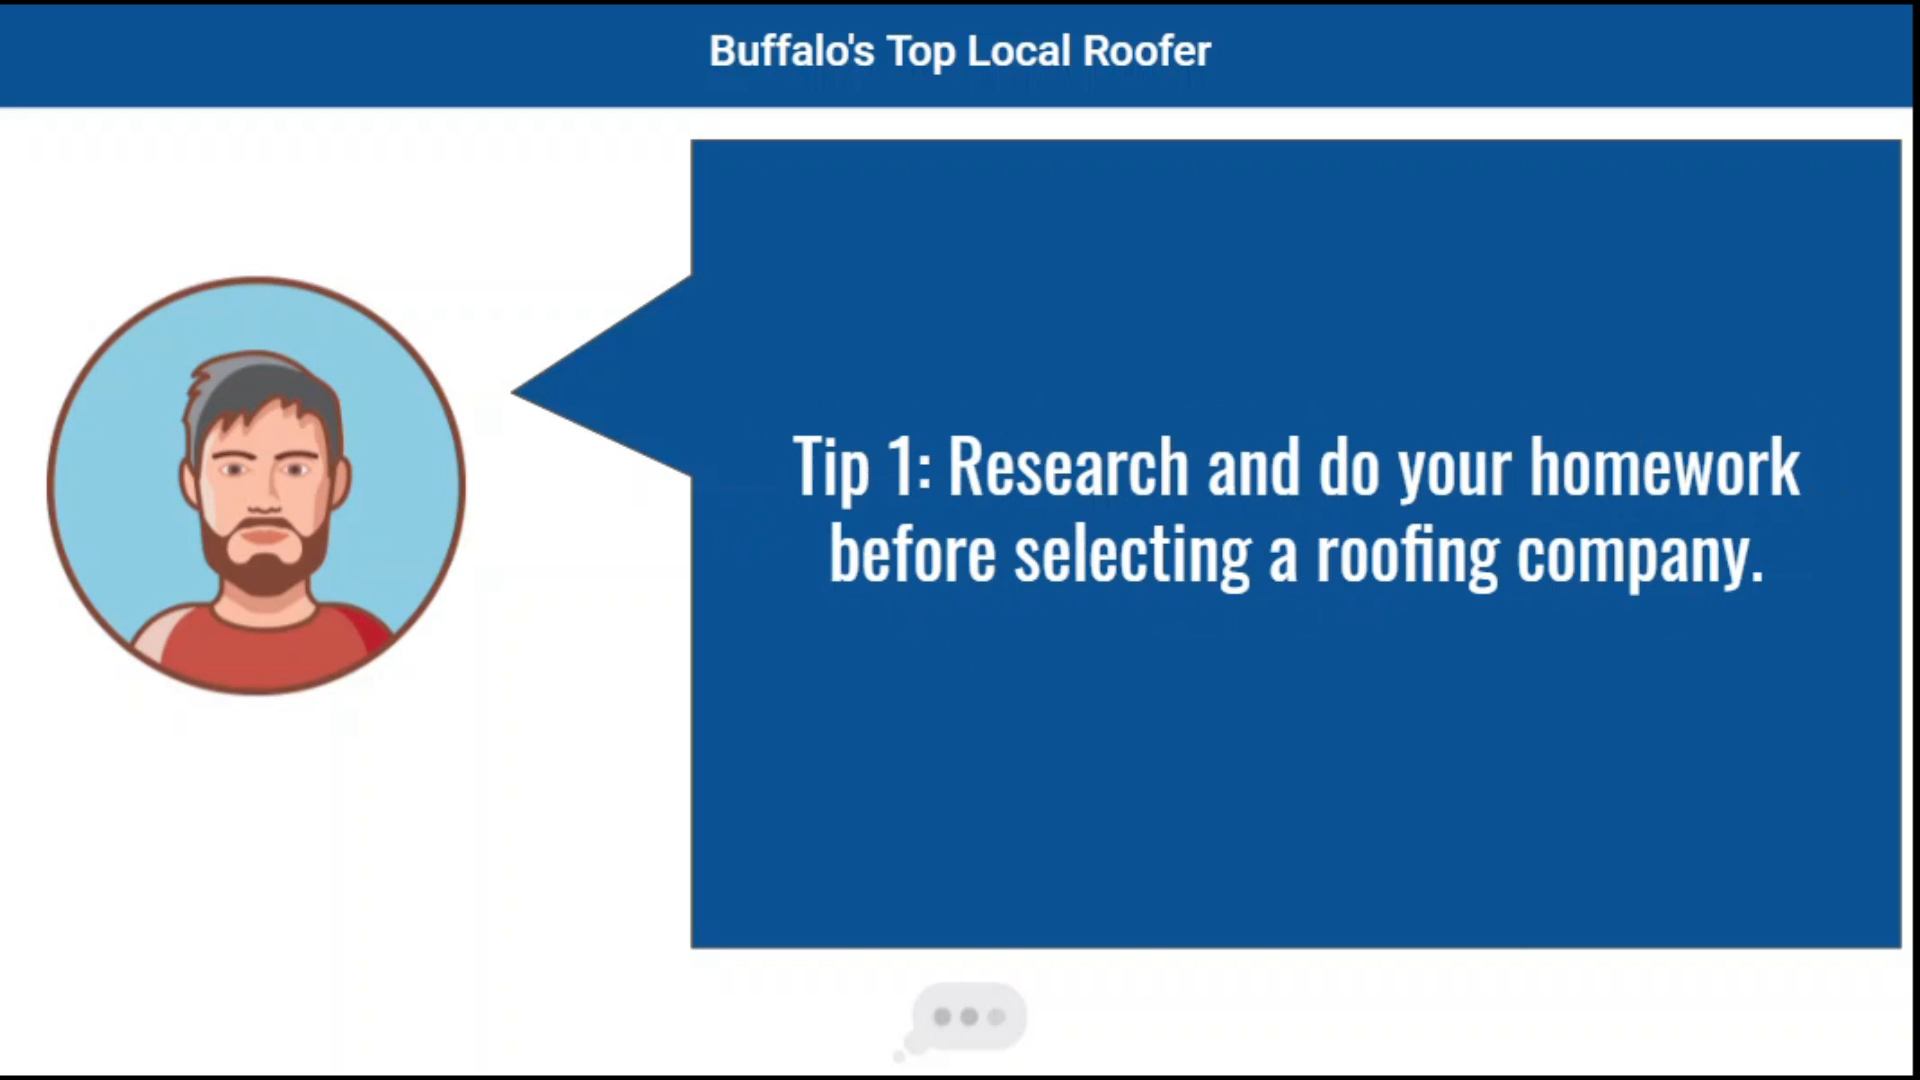 Buffalo's Top Local Roofer
Tip 1: Research and do your homework
before selecting a roofing company.